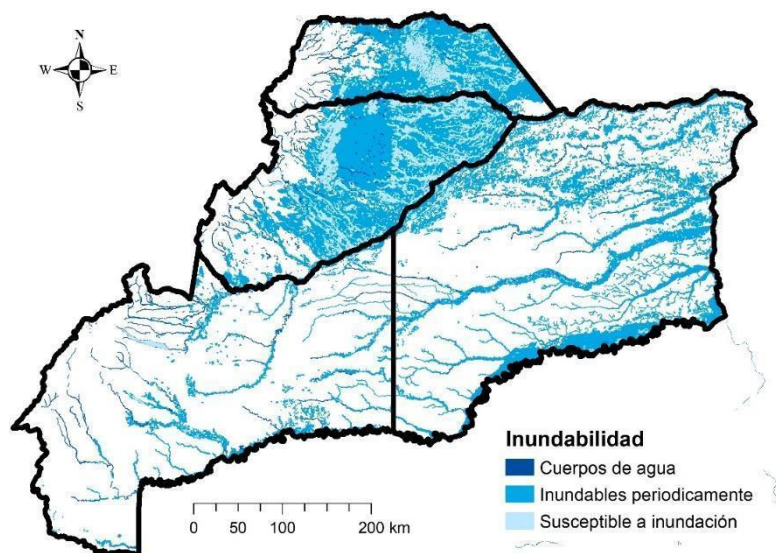 N
W E
S
Inundabilidad
Cuerpos de agua
Inundables periodicamente
Susceptible a inundación
0 50 100 200 km